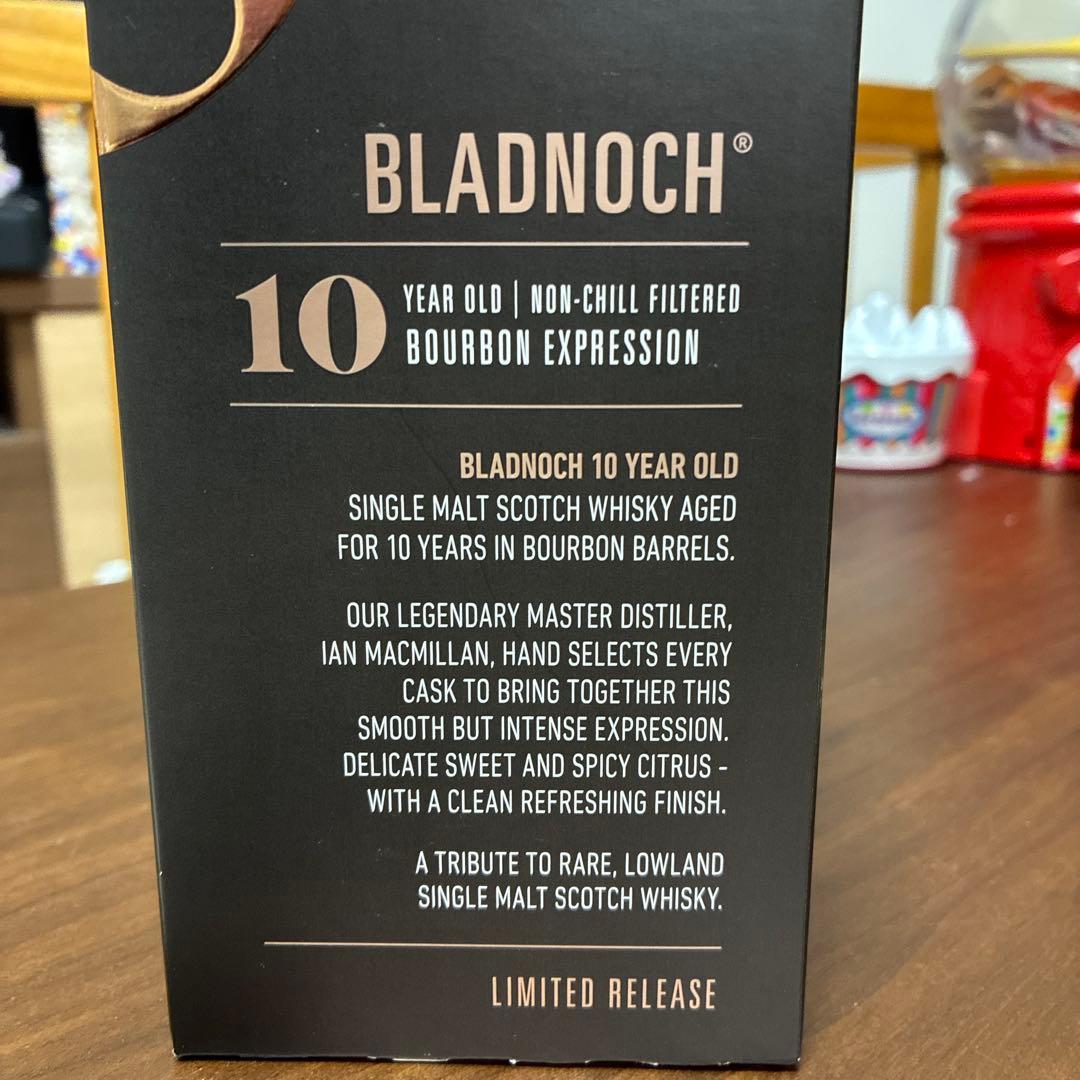 BLADNOCH®
10 YEAR OLD | NON-CHILL FILTERED
BOURBON EXPRESSION
BLADNOCH 10 YEAR OLD
SINGLE MALT SCOTCH WHISKY AGED
FOR 10 YEARS IN BOURBON BARRELS.
OUR LEGENDARY MASTER DISTILLER,
IAN MACMILLAN, HAND SELECTS EVERY
CASK TO BRING TOGETHER THIS
SMOOTH BUT INTENSE EXPRESSION.
DELICATE SWEET AND SPICY CITRUS -
WITH A CLEAN REFRESHING FINISH.
A TRIBUTE TO RARE, LOWLAND
SINGLE MALT SCOTCH WHISKY.
LIMITED RELEASE